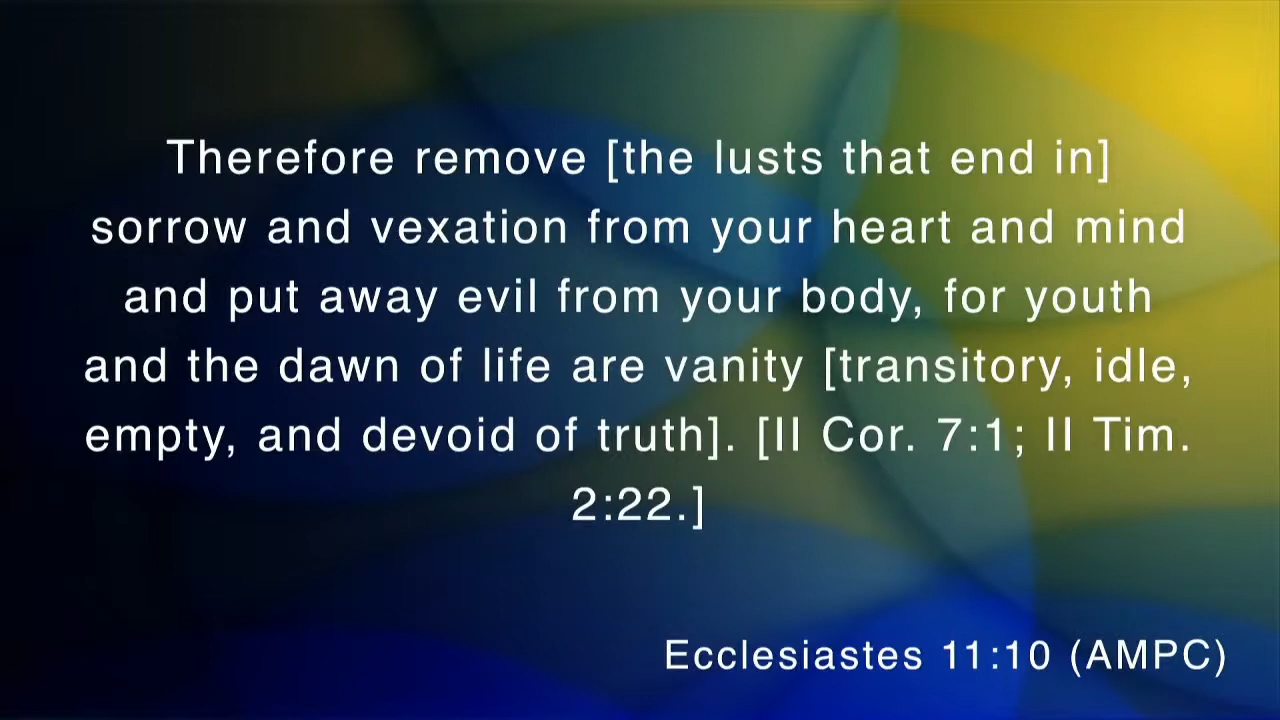 Therefore remove [the lusts that end in]
sorrow and vexation from your heart and mind
and put away evil from your body, for youth
and the dawn of life are vanity [transitory, idle,
empty, and devoid of truth]. [II Cor. 7:1; II Tim.
2:22.]
Ecclesiastes 11:10 (AMPC)